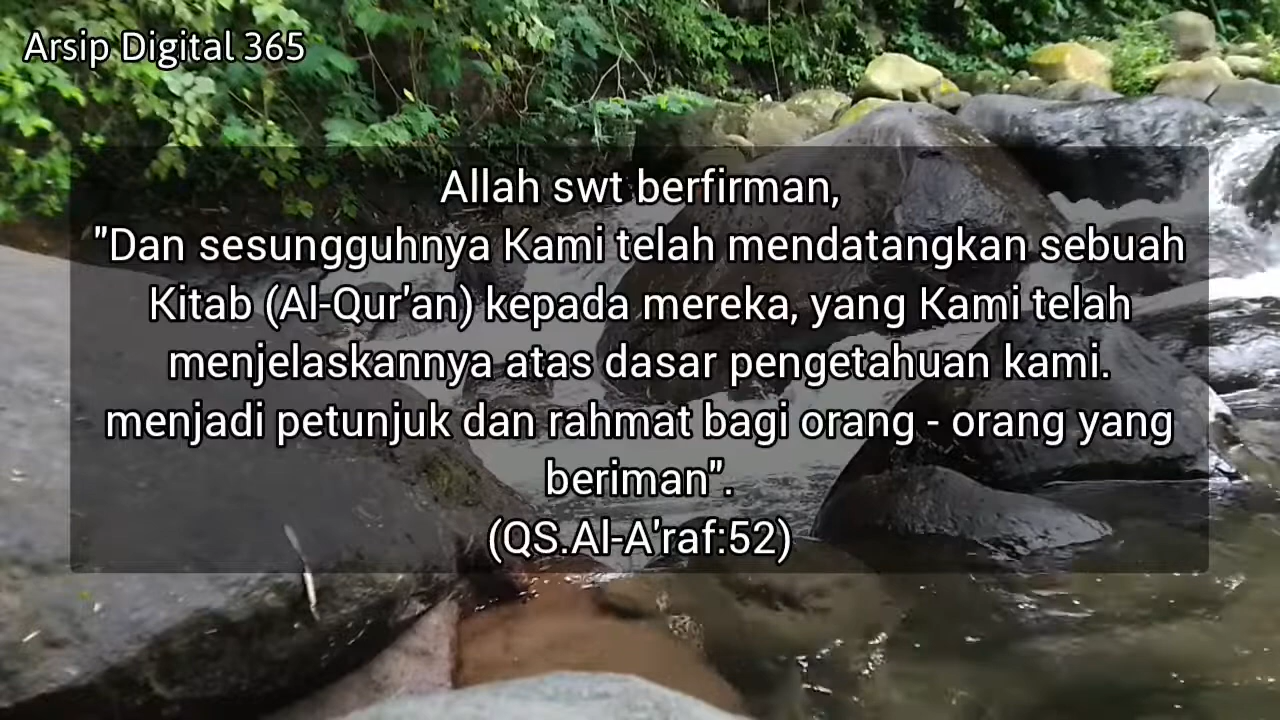 Arsip Digital 365
Allah swt berfirman,
"Dan sesungguhnya Kami telah mendatangkan sebuah
Kitab (Al-Qur'an) kepada mereka, yang Kami telah
menjelaskannya atas dasar pengetahuan kami.
menjadi petunjuk dan rahmat bagi orang - orang yang
beriman".
(QS.Al-A'raf:52)